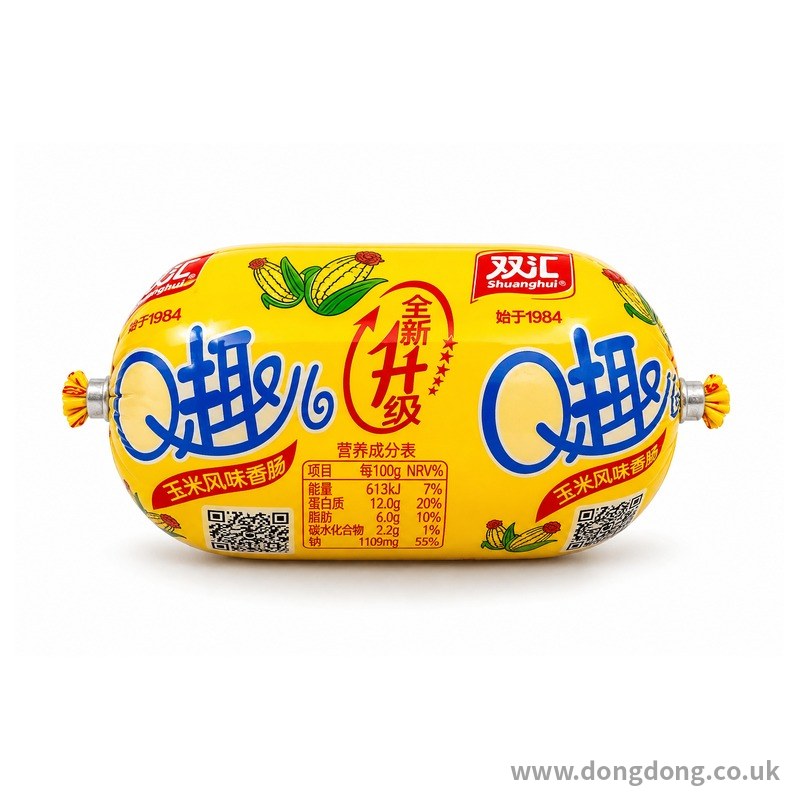 双汇
Shuanghui®
始于1984
Q趣儿
玉米风味香肠
全新
升
级
营养成分表
项目 每100g NRV%
能量 613kJ 7%
蛋白质 12.0g 20%
脂肪 6.0g 10%
碳水化合物 2.2g 1%
钠 1109mg 55%
双汇
Shuanghui®
始于1984
Q趣儿
玉米风味香肠
www.dongdong.co.uk